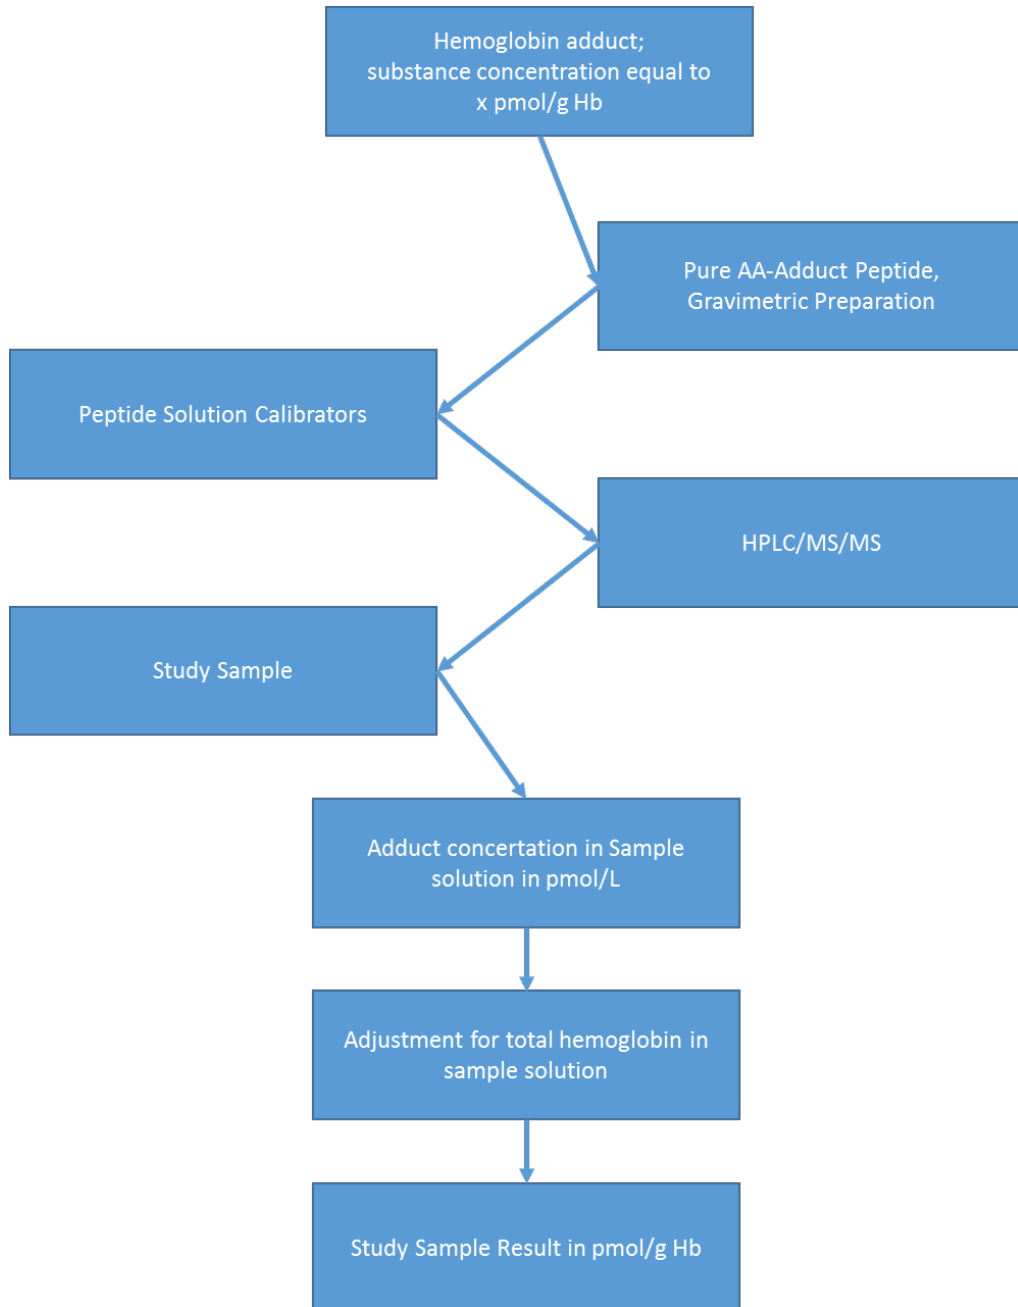 Hemoglobin adduct;
substance concentration equal to
x pmol/g Hb
Pure AA-Adduct Peptide,
Gravimetric Preparation
Peptide Solution Calibrators
HPLC/MS/MS
Study Sample
Adduct concertation in Sample
solution in pmol/L
Adjustment for total hemoglobin in
sample solution
Study Sample Result in pmol/g Hb